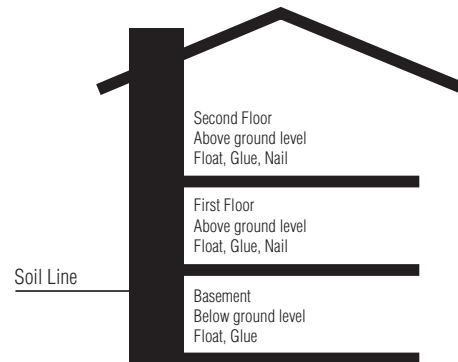 Second Floor
Above ground level
Float, Glue, Nail
First Floor
Above ground level
Float, Glue, Nail
Soil Line
Basement
Below ground level
Float, Glue